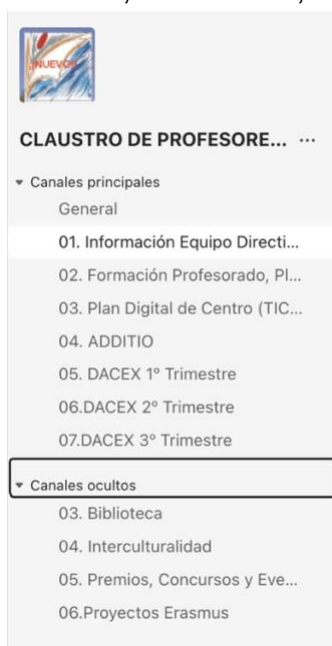 ¡NUEVO!
CLAUSTRO DE PROFESORE... ...
Canales principales
General
01. Información Equipo Directi...
02. Formación Profesorado, Pl...
03. Plan Digital de Centro (TIC...
04. ADDITIO
05. DACEX 1º Trimestre
06.DACEX 2º Trimestre
07.DACEX 3º Trimestre
Canales ocultos
03. Biblioteca
04. Interculturalidad
05. Premios, Concursos y Eve...
06.Proyectos Erasmus